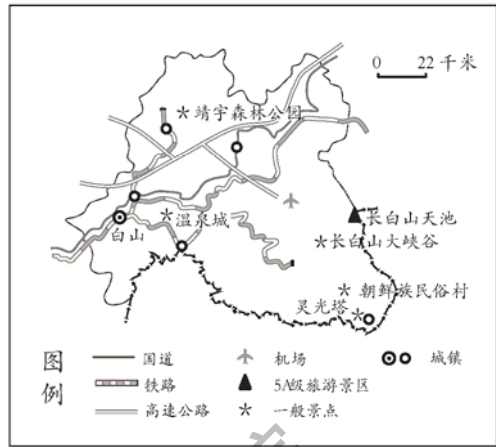 0 22 千米
靖宇森林公园
长白山天池
温泉城
白山
长白山大峡谷
朝鲜族民俗村
灵光塔
图例
国道
机场
城镇
铁路
5A级旅游景区
高速公路
一般景点